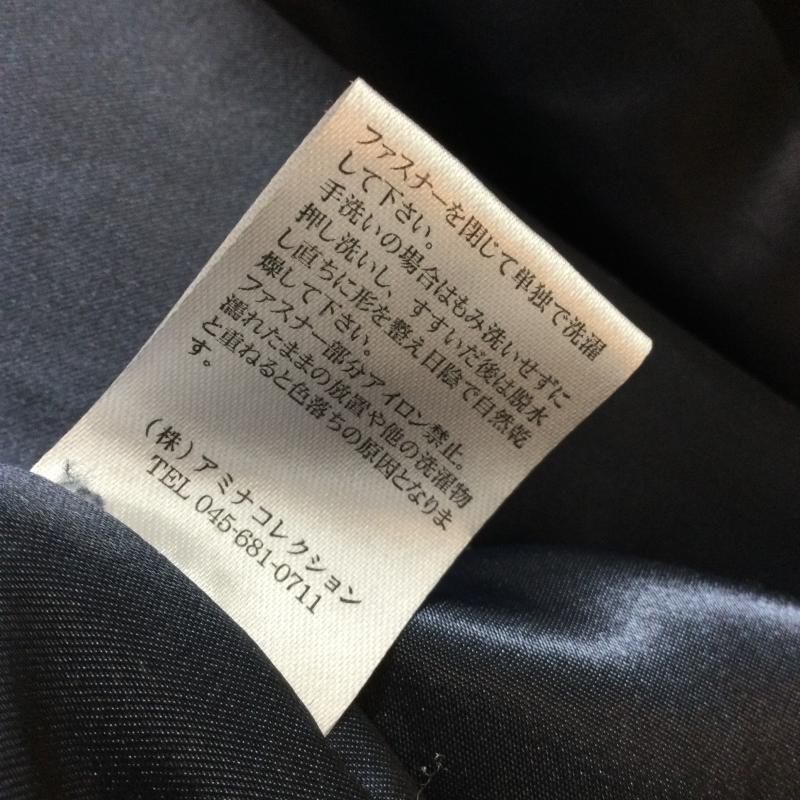 ファスナーを閉じて単独で洗濯
して下さい。
手洗いの場合はもみ洗いせずに
押し洗いし、すすいだ後は脱水
し直ちに形を整え日陰で自然乾
燥して下さい。
ファスナー部分アイロン禁止。
濡れたままの放置や他の洗濯物
と重ねると色落ちの原因となりま
す。
(株)アミナコレクション
TEL 045-681-0711